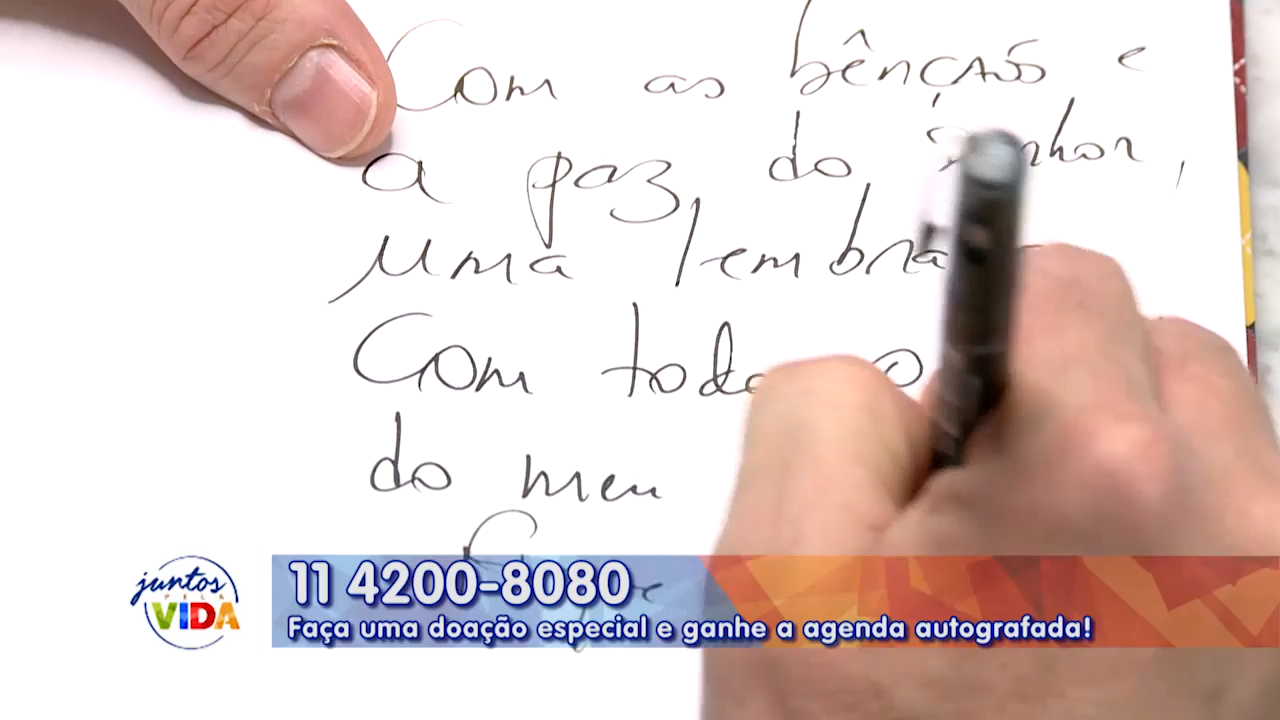 Com as bênçãos e
a paz do
uma
Com todo o
do meu
juntos
PELA
VIDA
11 4200-8080
Faça uma doação especial e ganhe a agenda autografada!